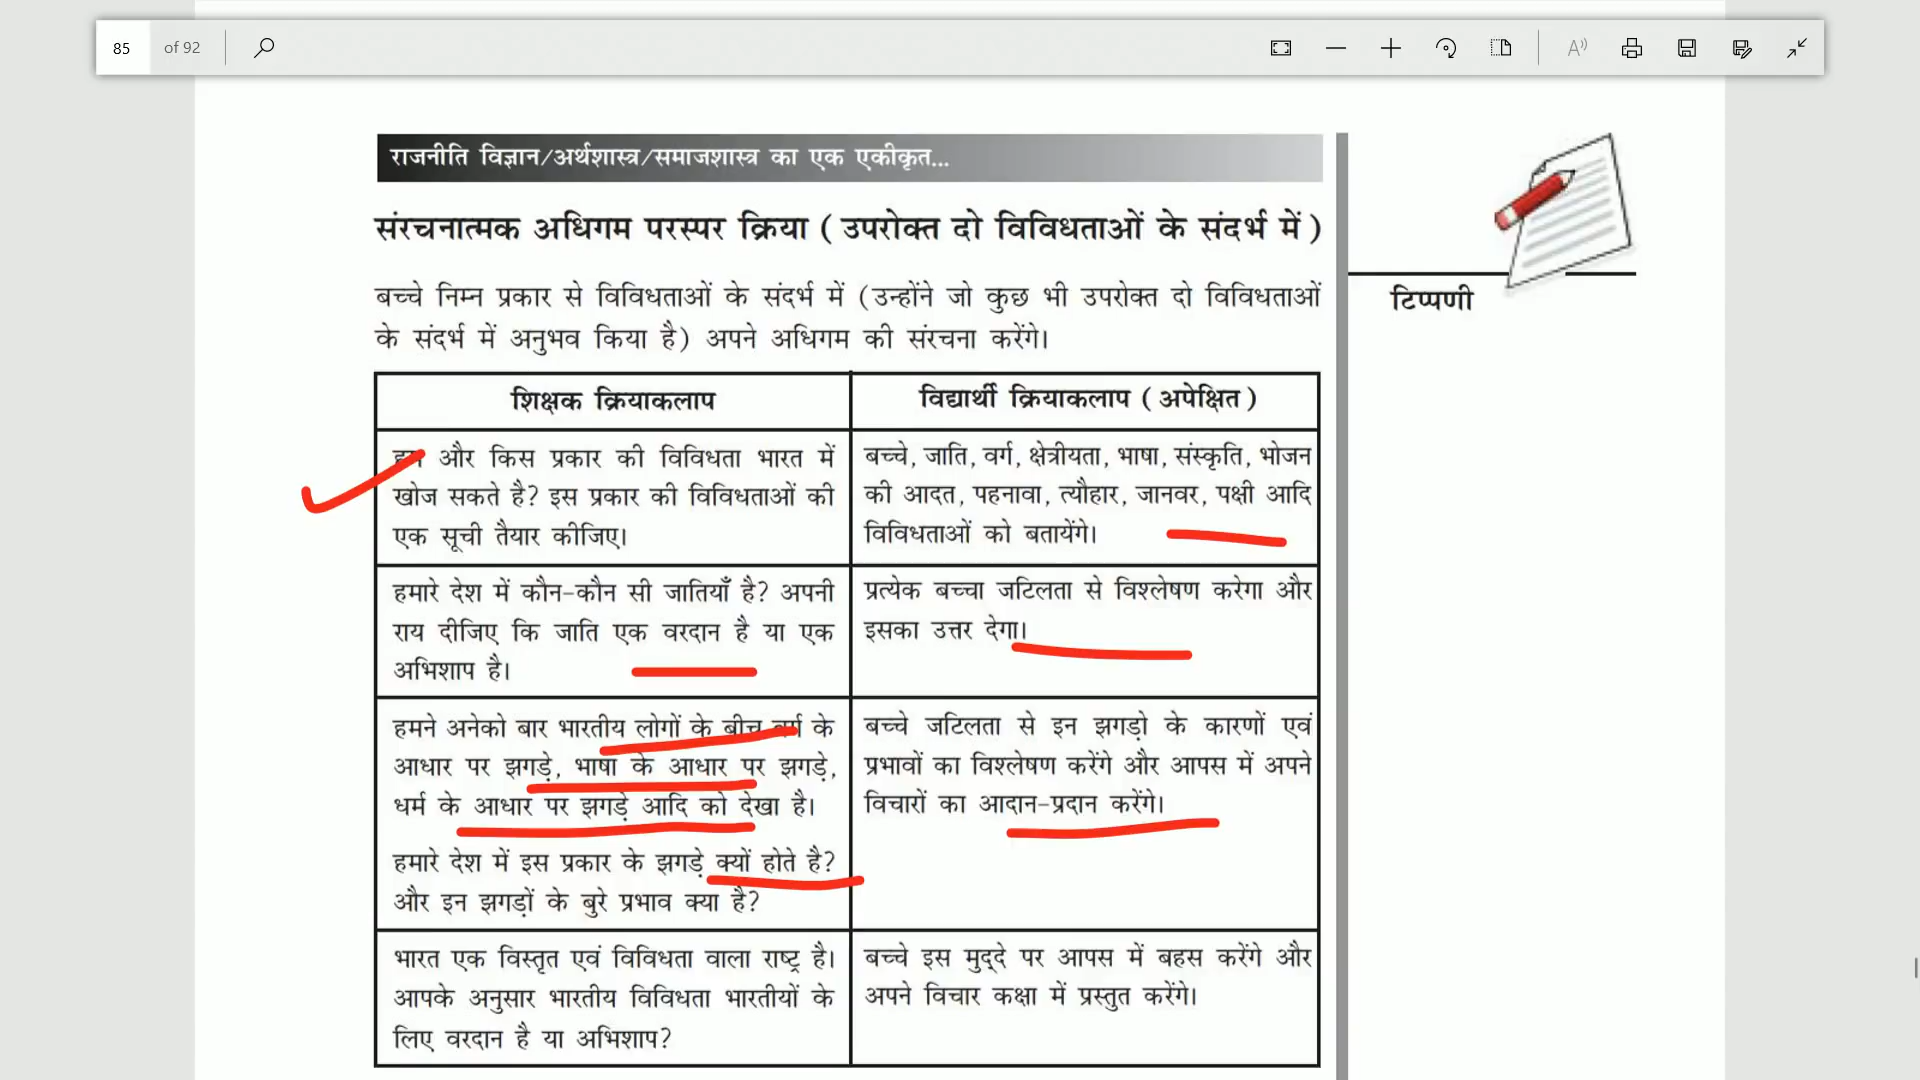 85 of 92
राजनीति विज्ञान/अर्थशास्त्र/समाजशास्त्र का एक एकीकृत...
संरचनात्मक अधिगम परस्पर क्रिया ( उपरोक्त दो विविधताओं के संदर्भ में )
टिप्पणी
बच्चे निम्न प्रकार से विविधताओं के संदर्भ में (उन्होंने जो कुछ भी उपरोक्त दो विविधताओं
के संदर्भ में अनुभव किया है) अपने अधिगम की संरचना करेंगे।
शिक्षक क्रियाकलाप
विद्यार्थी क्रियाकलाप ( अपेक्षित )
हम और किस प्रकार की विविधता भारत में
खोज सकते है? इस प्रकार की विविधताओं की
एक सूची तैयार कीजिए।
बच्चे, जाति, वर्ग, क्षेत्रीयता, भाषा, संस्कृति, भोजन
की आदत, पहनावा, त्यौहार, जानवर, पक्षी आदि
विविधताओं को बतायेंगे।
हमारे देश में कौन-कौन सी जातियाँ है? अपनी
राय दीजिए कि जाति एक वरदान है या एक
अभिशाप है।
प्रत्येक बच्चा जटिलता से विश्लेषण करेगा और
इसका उत्तर देगा।
हमने अनेको बार भारतीय लोगों के बीच वर्ग के
आधार पर झगड़े, भाषा के आधार पर झगड़े,
धर्म के आधार पर झगड़े आदि को देखा है।
हमारे देश में इस प्रकार के झगड़े क्यों होते है?
और इन झगड़ों के बुरे प्रभाव क्या है?
बच्चे जटिलता से इन झगड़ो के कारणों एवं
प्रभावों का विश्लेषण करेंगे और आपस में अपने
विचारों का आदान-प्रदान करेंगे।
भारत एक विस्तृत एवं विविधता वाला राष्ट्र है।
आपके अनुसार भारतीय विविधता भारतीयों के
लिए वरदान है या अभिशाप?
बच्चे इस मुद्दे पर आपस में बहस करेंगे और
अपने विचार कक्षा में प्रस्तुत करेंगे।